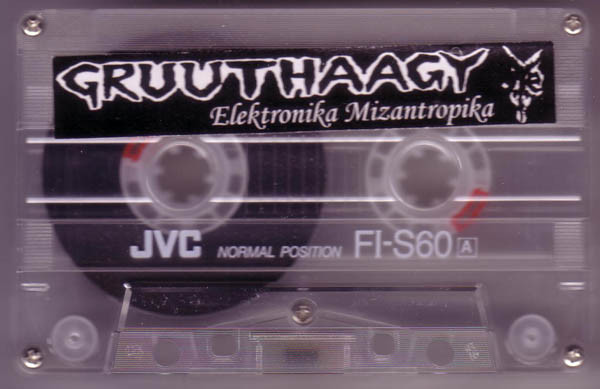 GRUUTHAAGY
Elektronika Mizantropika
JVC NORMAL POSITION FI-S60 A